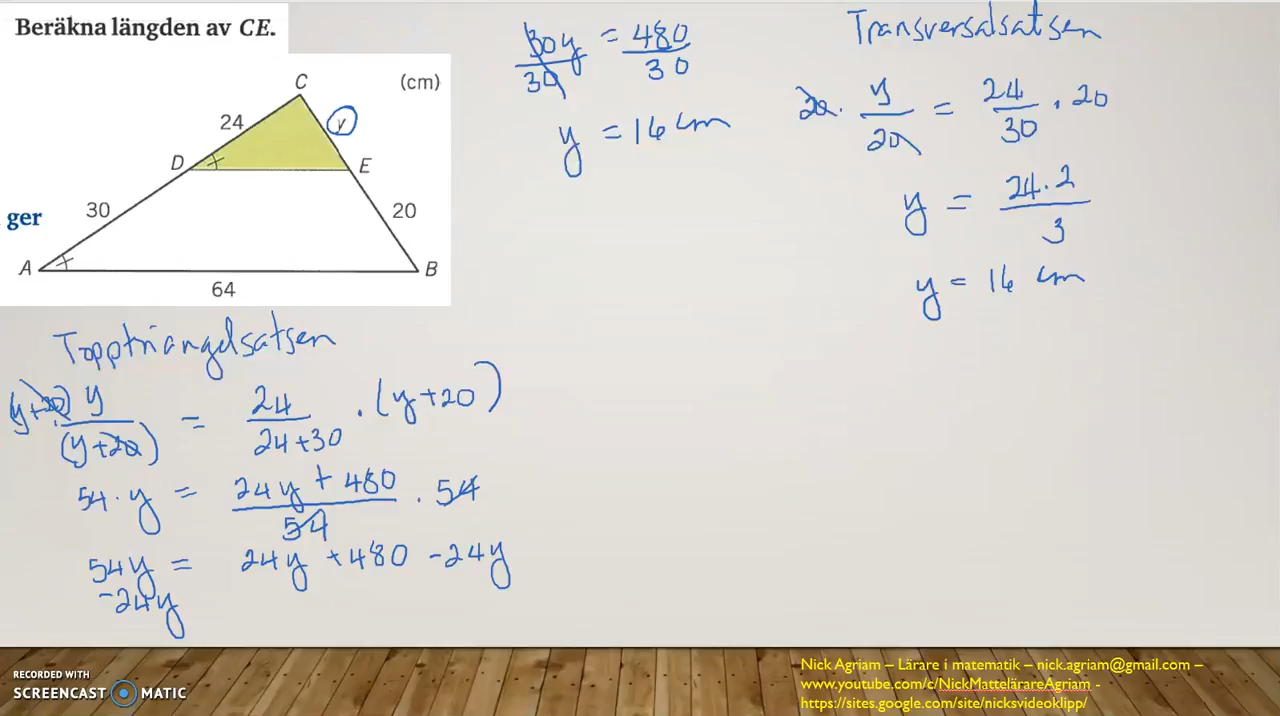 Beräkna längden av CE.
C
(cm)
24
y
D
E
30
20
ger
A
B
64
Topptriangelsatsen
(y+20) · y / (y+20) = 24 / 24+30 · (y+20)
54 · y = 24y + 480 / 54 · 54
54y = 24y + 480 - 24y
-24y
30y / 30 = 480 / 30
y = 16 cm
Transversalsatsen
20 · y / 20 = 24 / 30 · 20
y = 24 · 2 / 3
y = 16 cm
RECORDED WITH
SCREENCAST MATIC
Nick Agriam – Lärare i matematik – nick.agriam@gmail.com –
www.youtube.com/c/NickMattelärareAgriam -
https://sites.google.com/site/nicksvideoklipp/